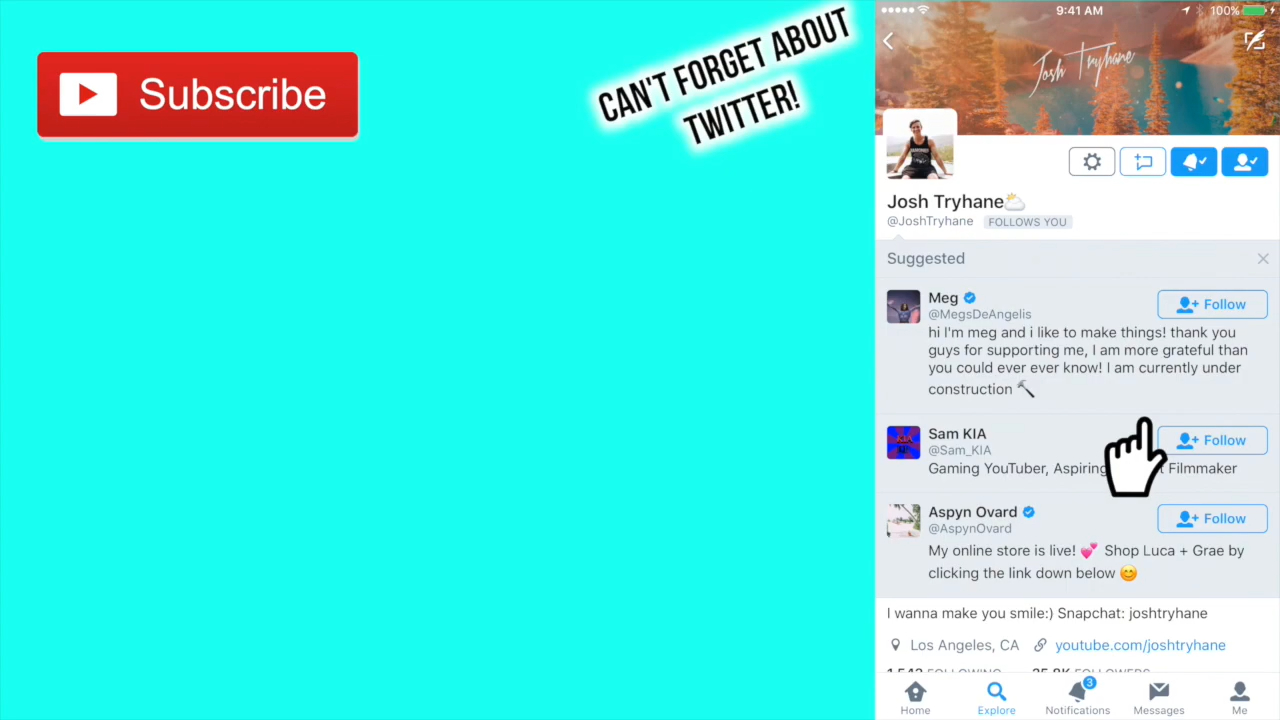 Subscribe
CAN'T FORGET ABOUT
TWITTER!
9:41 AM
100%
Josh Tryhane
Josh Tryhane⛅
@JoshTryhane FOLLOWS YOU
Suggested
Meg
Follow
@MegsDeAngelis
hi I'm meg and i like to make things! thank you
guys for supporting me, I am more grateful than
you could ever ever know! I am currently under
construction 🔨
Sam KIA
Follow
@Sam_KIA
Gaming YouTuber, Aspiring Filmmaker
Aspyn Ovard
Follow
@AspynOvard
My online store is live! 💕 Shop Luca + Grae by
clicking the link down below 😊
I wanna make you smile:) Snapchat: joshtryhane
Los Angeles, CA youtube.com/joshtryhane
3
Home Explore Notifications Messages Me